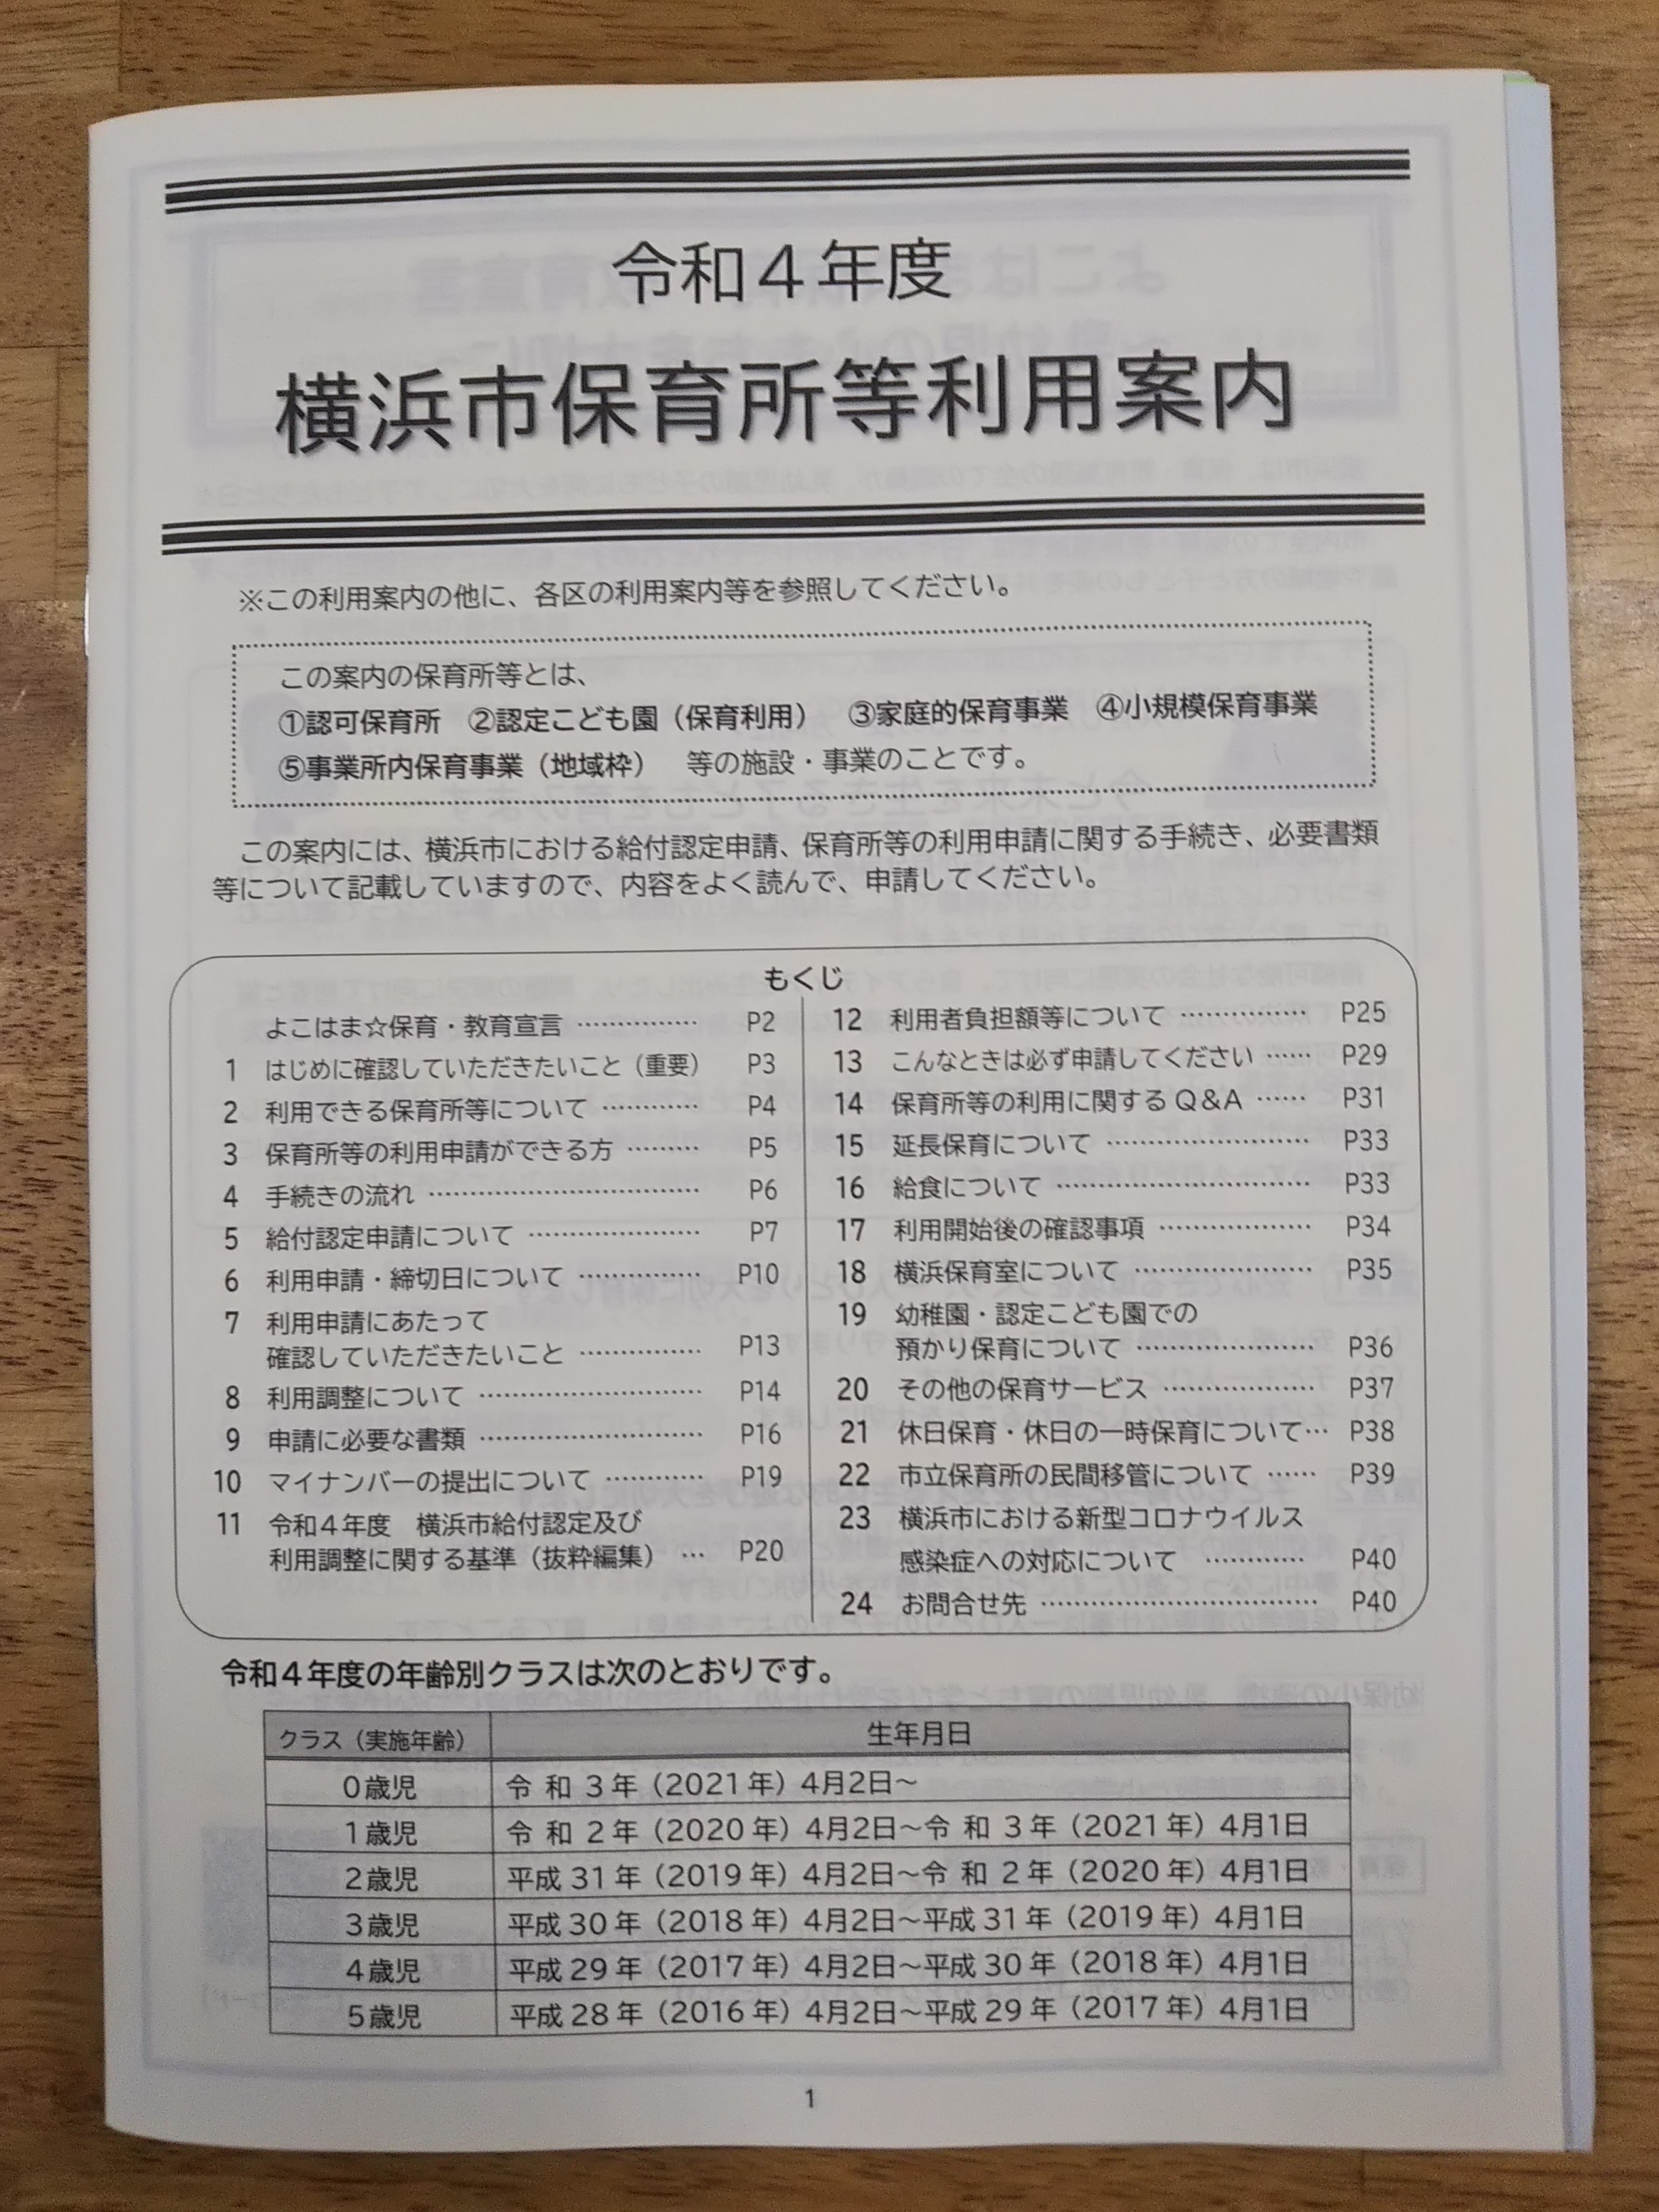 令和４年度
横浜市保育所等利用案内
※この利用案内の他に、各区の利用案内等を参照してください。
この案内の保育所等とは、
①認可保育所　②認定こども園（保育利用）　③家庭的保育事業　④小規模保育事業
⑤事業所内保育事業（地域枠）　等の施設・事業のことです。
この案内には、横浜市における給付認定申請、保育所等の利用申請に関する手続き、必要書類
等について記載していますので、内容をよく読んで、申請してください。
もくじ
よこはま☆保育・教育宣言 …………… P2
1 はじめに確認していただきたいこと（重要） P3
2 利用できる保育所等について ………… P4
3 保育所等の利用申請ができる方 ……… P5
4 手続きの流れ …………………………… P6
5 給付認定申請について ………………… P7
6 利用申請・締切日について …………… P10
7 利用申請にあたって
確認していただきたいこと …………… P13
8 利用調整について ……………………… P14
9 申請に必要な書類 ……………………… P16
10 マイナンバーの提出について ………… P19
11 令和４年度　横浜市給付認定及び
利用調整に関する基準（抜粋編集） … P20
12 利用者負担額等について …………… P25
13 こんなときは必ず申請してください …… P29
14 保育所等の利用に関するQ&A …… P31
15 延長保育について …………………… P33
16 給食について ………………………… P33
17 利用開始後の確認事項 ……………… P34
18 横浜保育室について ………………… P35
19 幼稚園・認定こども園での
預かり保育について ………………… P36
20 その他の保育サービス ……………… P37
21 休日保育・休日の一時保育について… P38
22 市立保育所の民間移管について …… P39
23 横浜市における新型コロナウイルス
感染症への対応について ………… P40
24 お問合せ先 …………………………… P40
令和４年度の年齢別クラスは次のとおりです。
クラス（実施年齢） 生年月日
0歳児 令 和 3年（2021年）4月2日～
1歳児 令 和 2年（2020年）4月2日～令 和 3年（2021年）4月1日
2歳児 平成31年（2019年）4月2日～令 和 2年（2020年）4月1日
3歳児 平成30年（2018年）4月2日～平成31年（2019年）4月1日
4歳児 平成29年（2017年）4月2日～平成30年（2018年）4月1日
5歳児 平成28年（2016年）4月2日～平成29年（2017年）4月1日
1